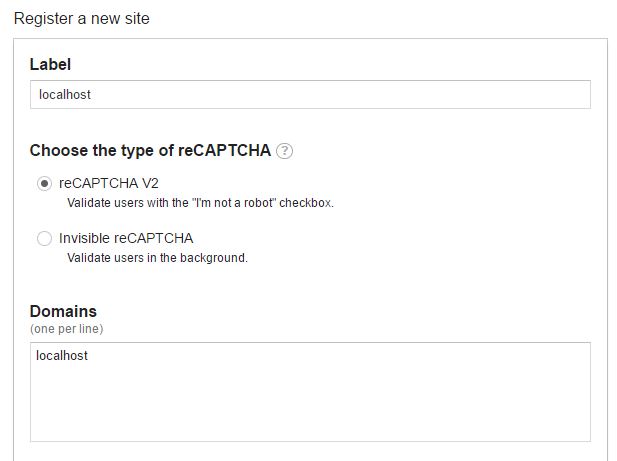 Register a new site
Label
localhost
Choose the type of reCAPTCHA ?
reCAPTCHA V2
Validate users with the "I'm not a robot" checkbox.
Invisible reCAPTCHA
Validate users in the background.
Domains
(one per line)
localhost